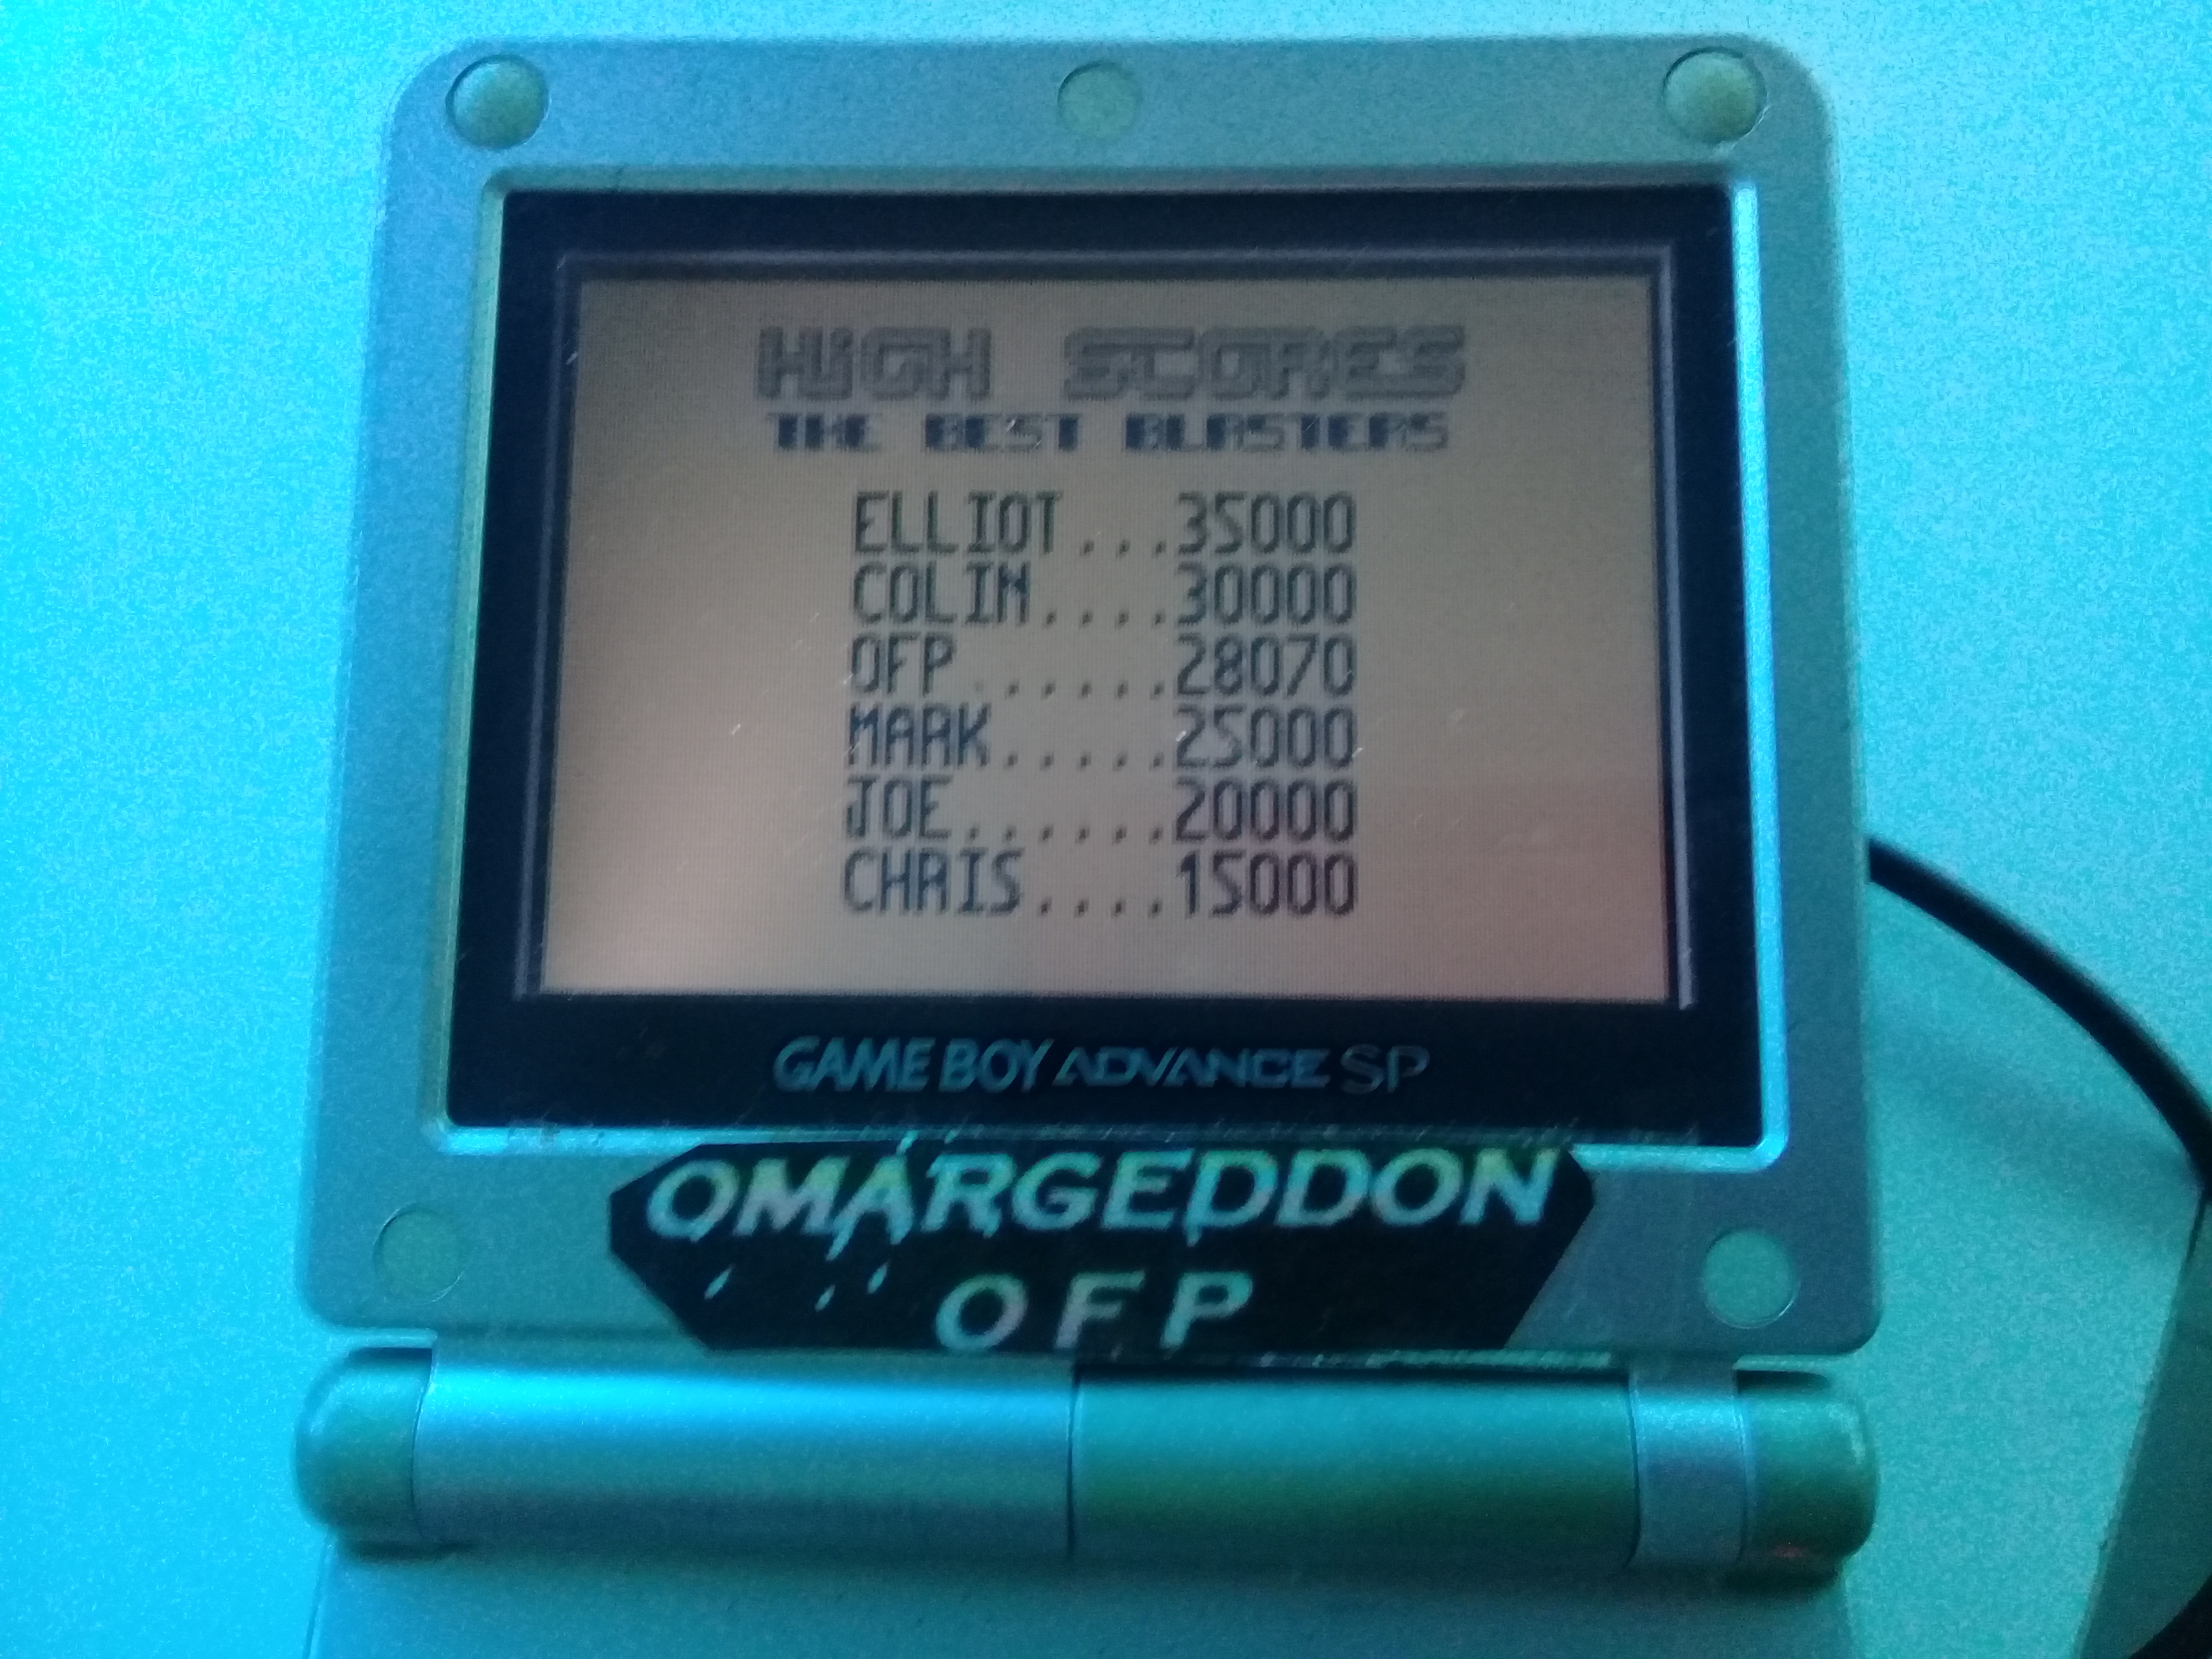 HIGH SCORES
THE BEST BLASTERS
ELLIOT...35000
COLIN....30000
OFP ......28070
MARK.....25000
JOE......20000
CHRIS....15000
GAME BOY ADVANCE SP
OMARGEDDON
OFP